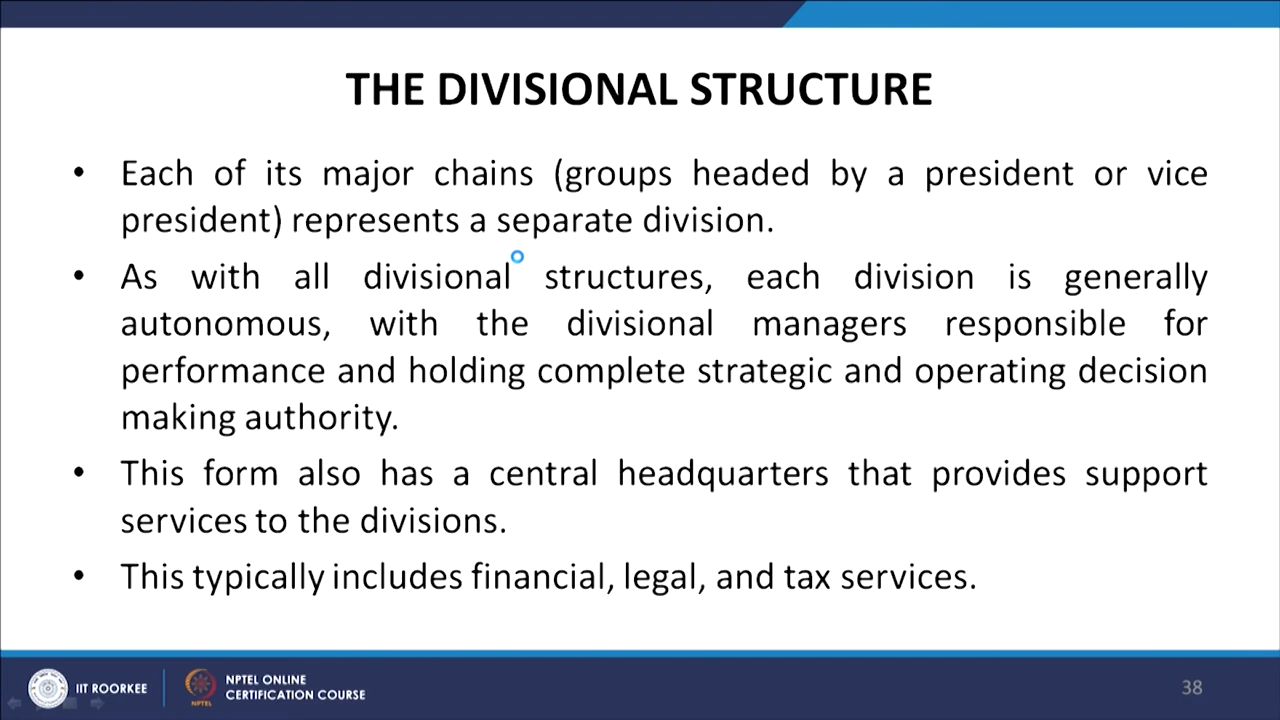 THE DIVISIONAL STRUCTURE
• Each of its major chains (groups headed by a president or vice
president) represents a separate division.
• As with all divisional structures, each division is generally
autonomous, with the divisional managers responsible for
performance and holding complete strategic and operating decision
making authority.
• This form also has a central headquarters that provides support
services to the divisions.
• This typically includes financial, legal, and tax services.
IIT ROORKEE
NPTEL
NPTEL ONLINE
CERTIFICATION COURSE
38